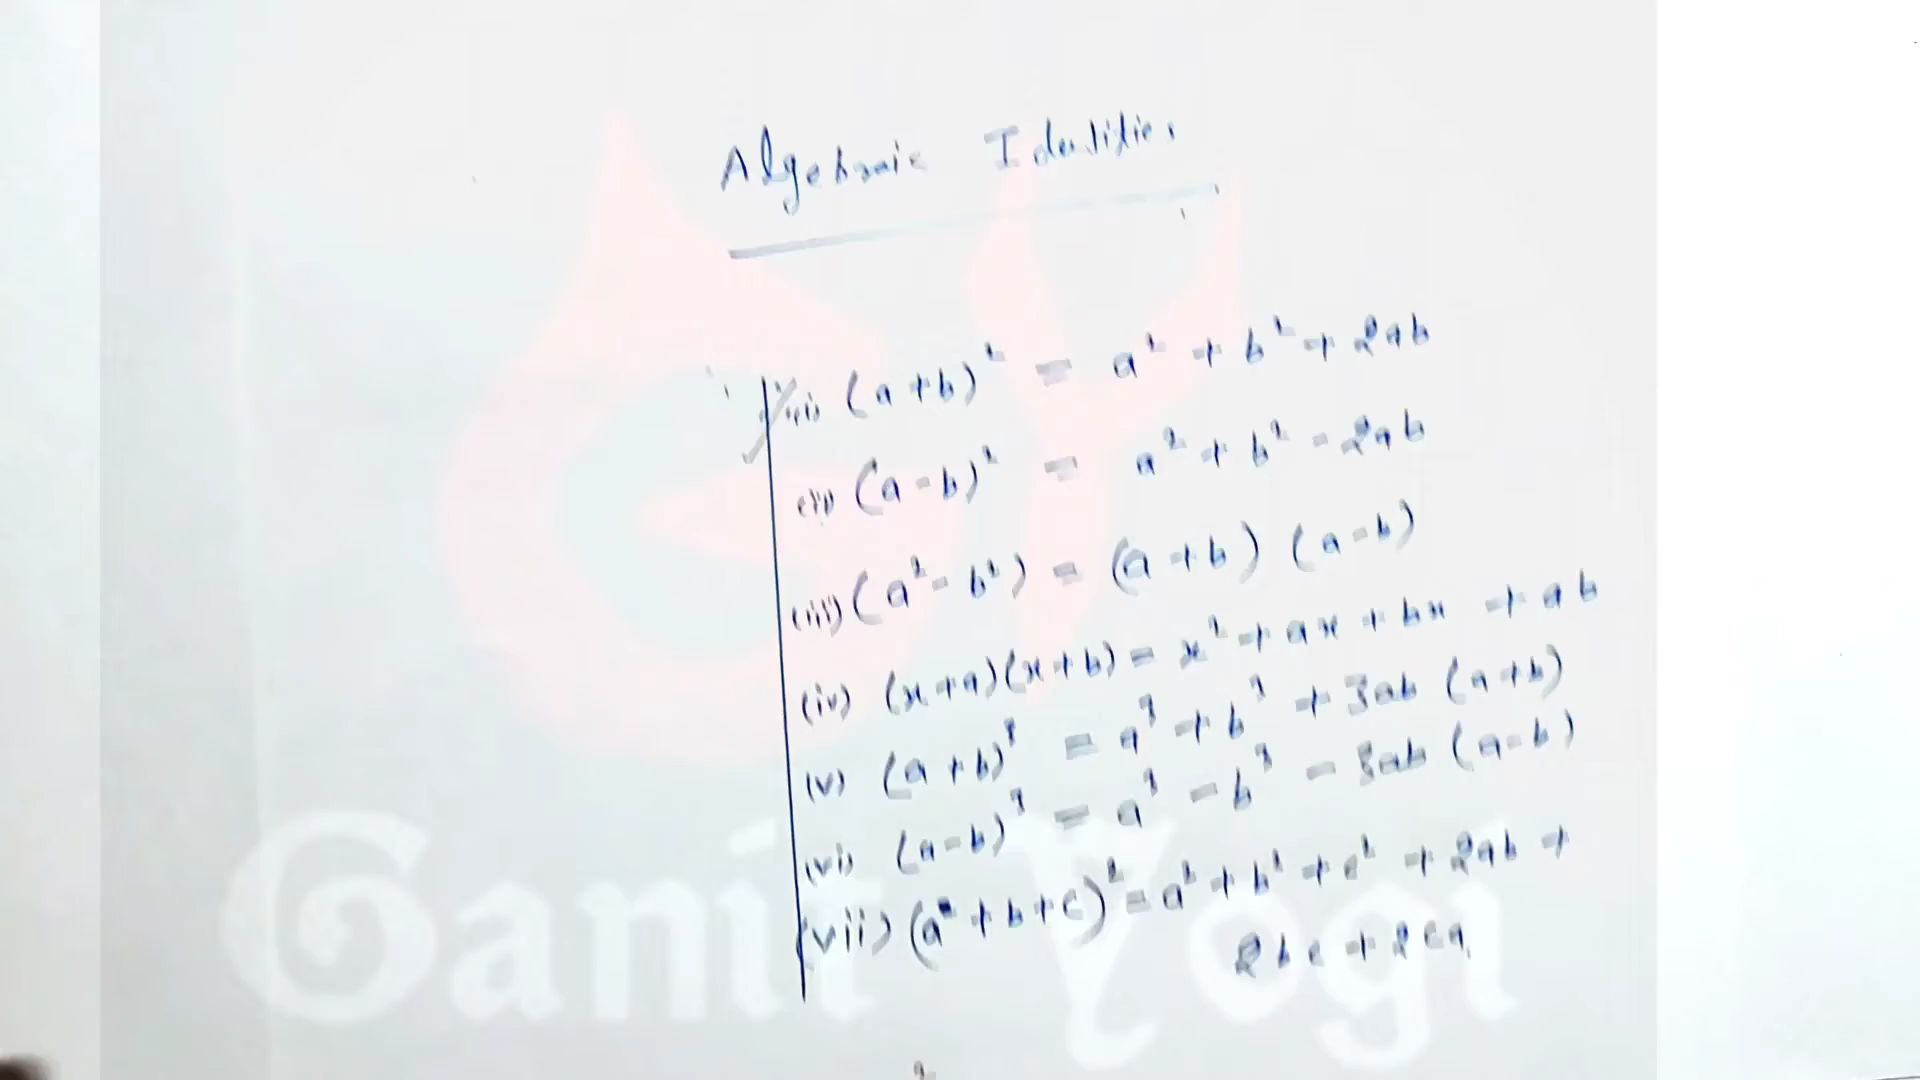 Algebraic Identities
(i) (a+b)² = a² + b² + 2ab
(ii) (a-b)² = a² + b² - 2ab
(iii) (a² - b²) = (a+b) (a-b)
(iv) (x+a)(x+b) = x² + ax + bx + ab
(v) (a+b)³ = a³ + b³ + 3ab (a+b)
(vi) (a-b)³ = a³ - b³ - 3ab (a-b)
(vii) (a + b + c)² = a² + b² + c² + 2ab +
2bc + 2ca
Ganit Yogi